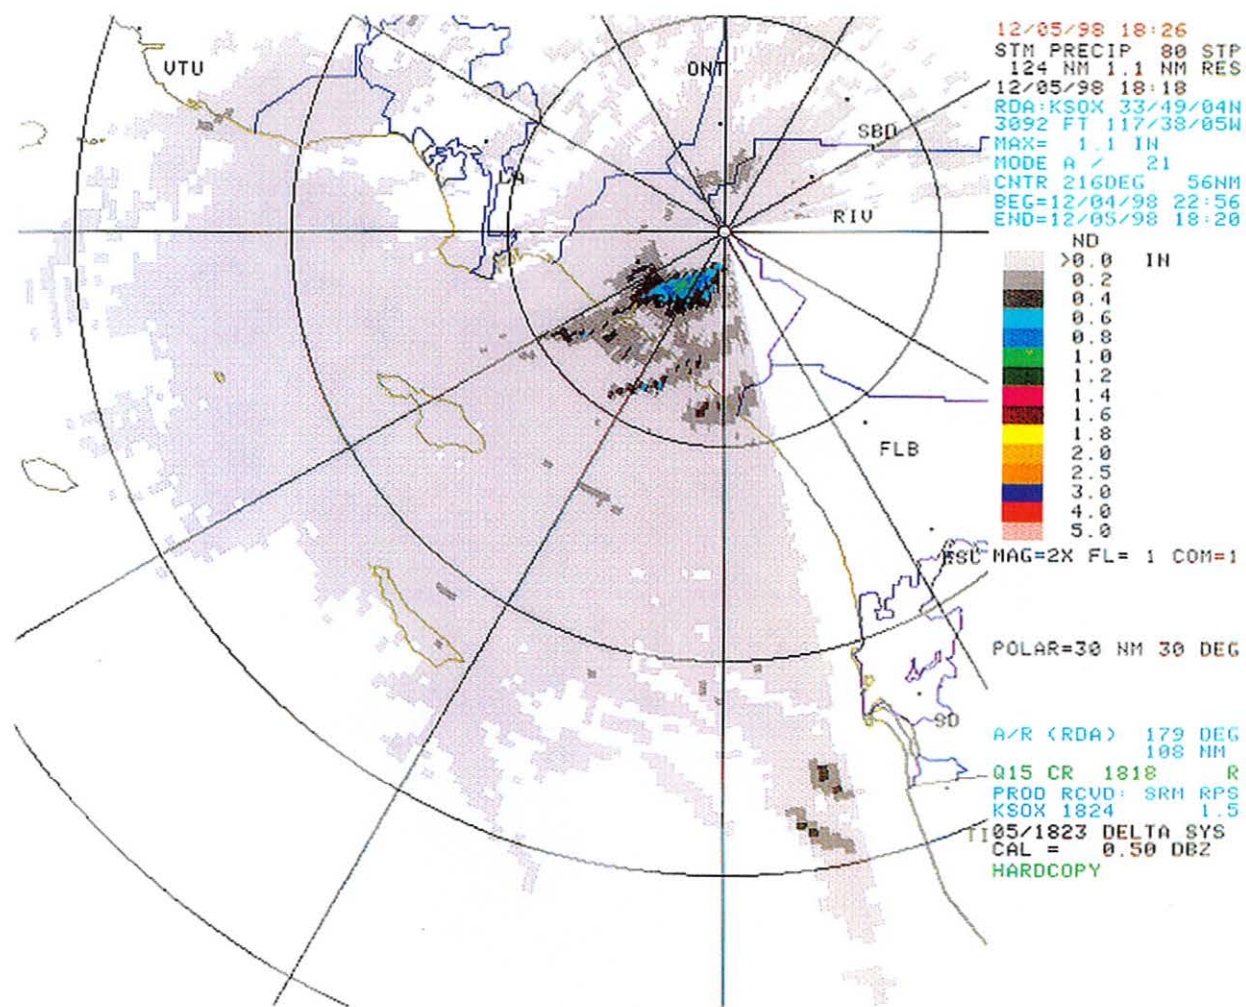 VTU
ONT
SBD
LA
RIV
FLB
SD
12/05/98 18:26
STM PRECIP 80 STP
124 NM 1.1 NM RES
12/05/98 18:18
RDA:KSOX 33/49/04N
3092 FT 117/38/05W
MAX= 1.1 IN
MODE A / 21
CNTR 216DEG 56NM
BEG=12/04/98 22:56
END=12/05/98 18:20
ND
>0.0 IN
0.2
0.4
0.6
0.8
1.0
1.2
1.4
1.6
1.8
2.0
2.5
3.0
4.0
5.0
MAG=2X FL= 1 COM=1
POLAR=30 NM 30 DEG
A/R (RDA) 179 DEG
108 NM
Q15 CR 1818 R
PROD RCVD: SRM RPS
KSOX 1824 1.5
05/1823 DELTA SYS
CAL = 0.50 DBZ
HARDCOPY